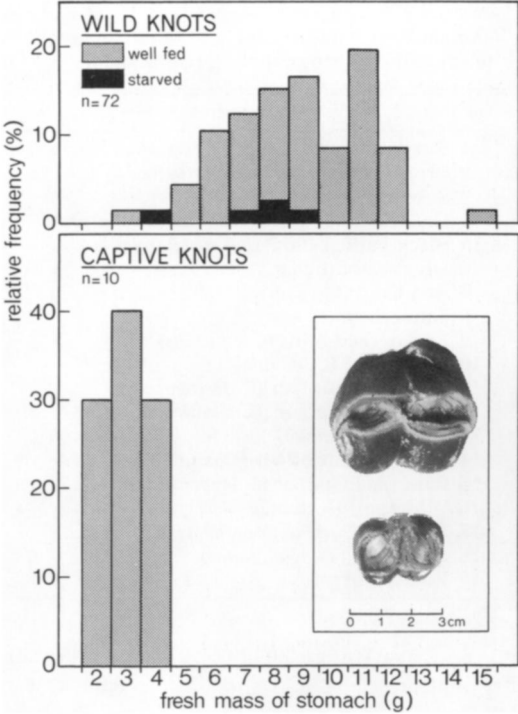 WILD KNOTS
well fed
starved
n=72
20
10
0
relative frequency (%)
CAPTIVE KNOTS
n=10
40
30
20
10
0
0 1 2 3 cm
2 3 4 5 6 7 8 9 10 11 12 13 14 15
fresh mass of stomach (g)